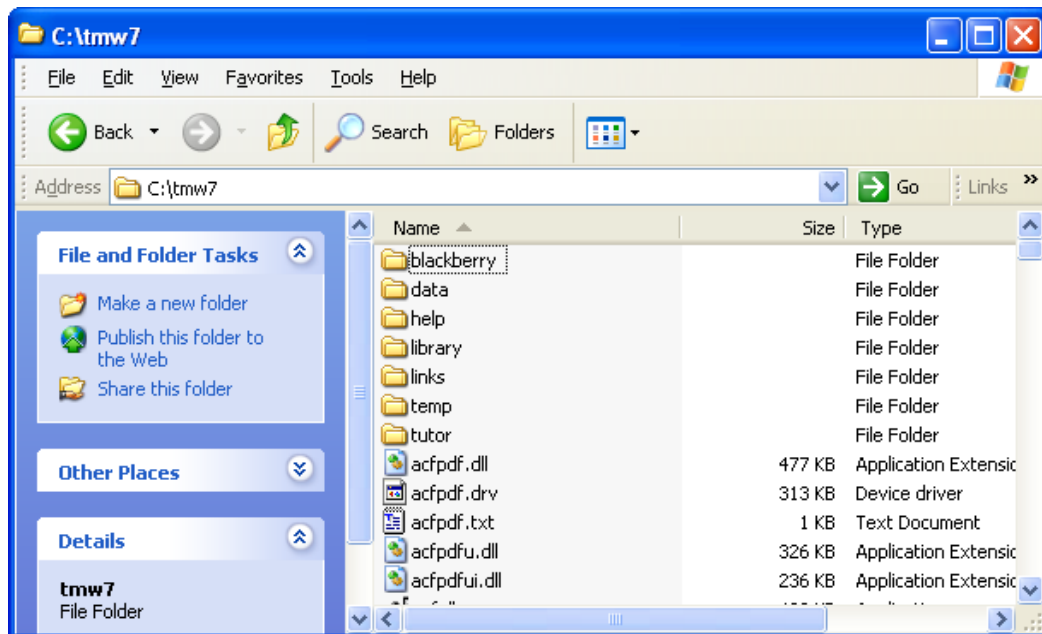 C:\tmw7
File Edit View Favorites Tools Help
Back Search Folders
Address C:\tmw7 Go Links »
File and Folder Tasks
Make a new folder
Publish this folder to
the Web
Share this folder
Other Places
Details
tmw7
File Folder
Name Size Type
blackberry File Folder
data File Folder
help File Folder
library File Folder
links File Folder
temp File Folder
tutor File Folder
acfpdf.dll 477 KB Application Extensic
acfpdf.drv 313 KB Device driver
acfpdf.txt 1 KB Text Document
acfpdfu.dll 326 KB Application Extensic
acfpdfui.dll 236 KB Application Extensic